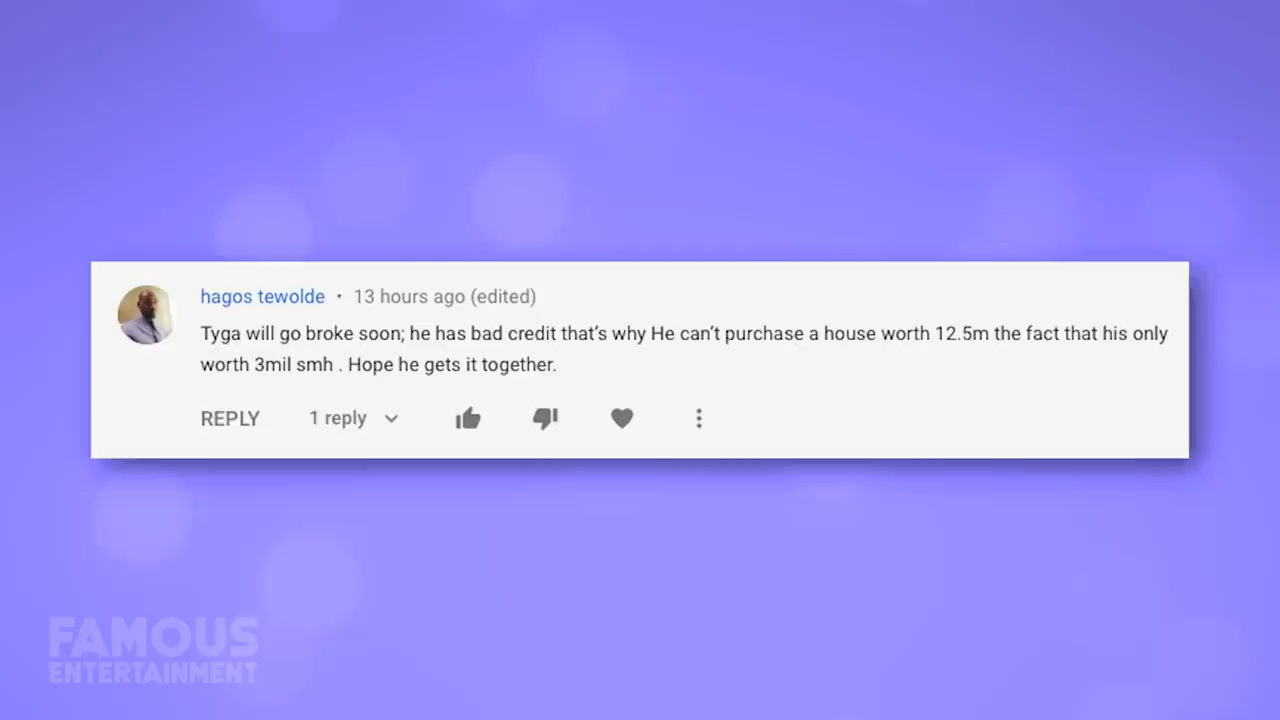 hagos tewolde • 13 hours ago (edited)
Tyga will go broke soon; he has bad credit that's why He can't purchase a house worth 12.5m the fact that his only
worth 3mil smh . Hope he gets it together.
REPLY 1 reply
FAMOUS
ENTERTAINMENT